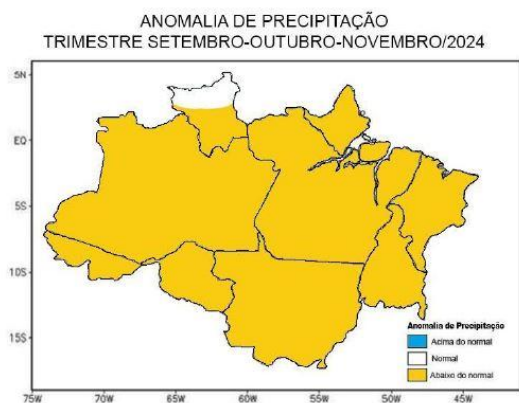 ANOMALIA DE PRECIPITAÇÃO
TRIMESTRE SETEMBRO-OUTUBRO-NOVEMBRO/2024
5N
EQ
5S
10S
15S
Anomalia de Precipitação
Acima do normal
Normal
Abaixo do normal
75W 70W 65W 60W 55W 50W 45W